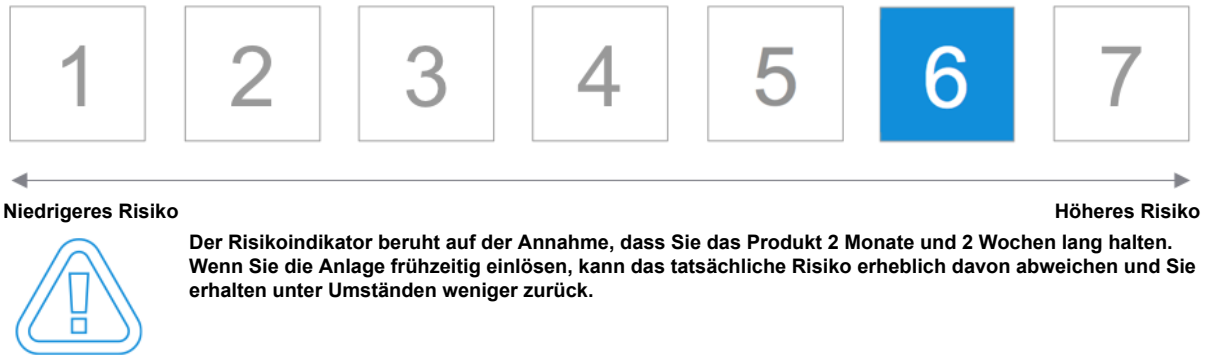 1 2 3 4 5 6 7
Niedrigeres Risiko Höheres Risiko
Der Risikoindikator beruht auf der Annahme, dass Sie das Produkt 2 Monate und 2 Wochen lang halten.
Wenn Sie die Anlage frühzeitig einlösen, kann das tatsächliche Risiko erheblich davon abweichen und Sie
erhalten unter Umständen weniger zurück.